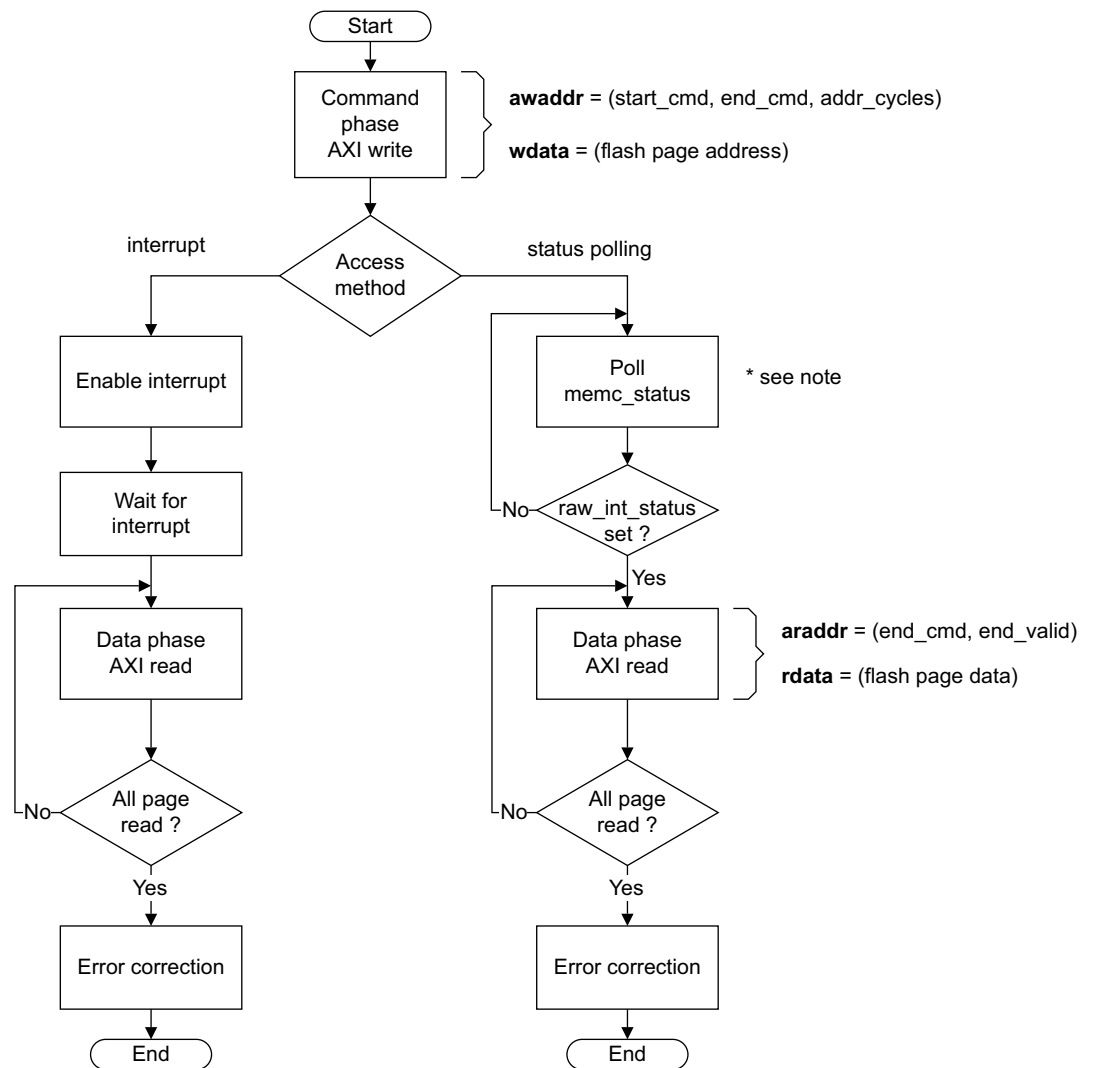 Start
Command
phase
AXI write
awaddr = (start_cmd, end_cmd, addr_cycles)
wdata = (flash page address)
Access
method
interrupt
status polling
Enable interrupt
Poll
memc_status
* see note
Wait for
interrupt
No
raw_int_status
set ?
Yes
Data phase
AXI read
Data phase
AXI read
araddr = (end_cmd, end_valid)
rdata = (flash page data)
No
All page
read ?
No
All page
read ?
Yes
Yes
Error correction
Error correction
End
End